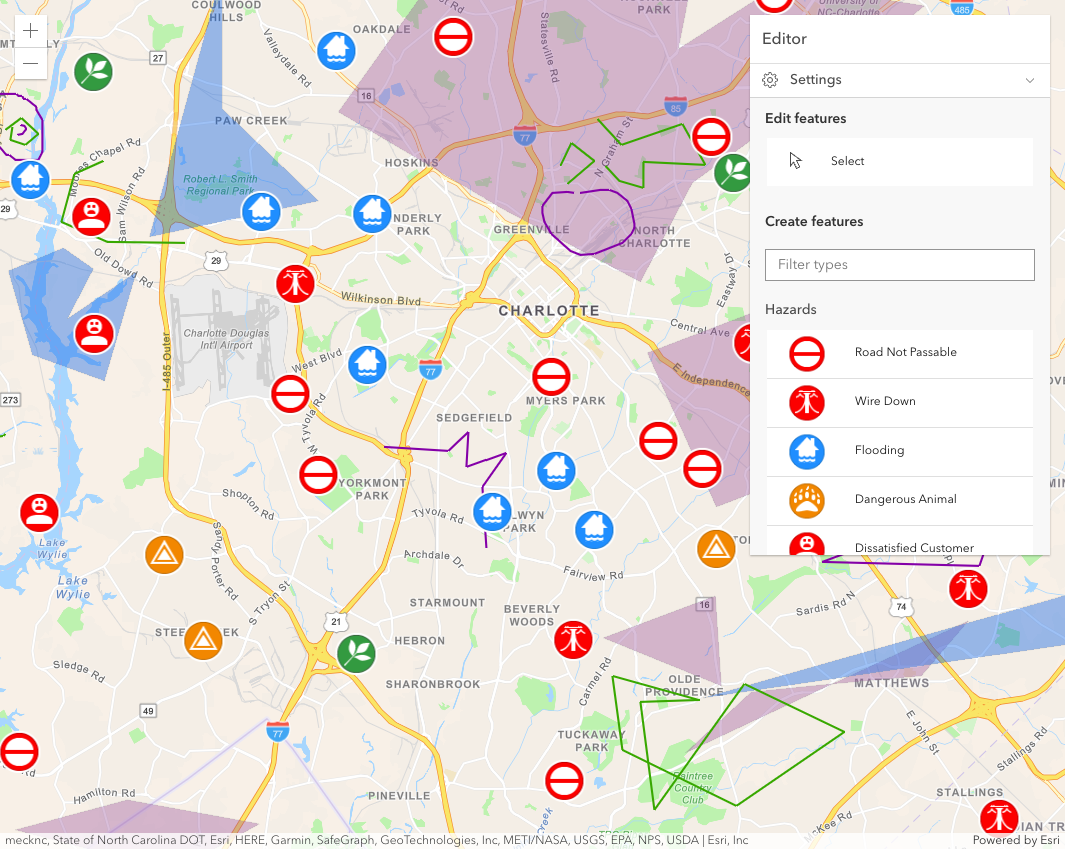 COULWOOD
HILLS
OAKDALE
PARK
University of
NC-Charlotte
485
27
Valleydale Rd
Statesville Rd
16
85
77
PAW CREEK
N Graham St
HOSKINS
Moores Chapel Rd
Sam Wilson Rd
Robert L. Smith
Regional Park
29
NDERLY
PARK
GREENVILLE
NORTH
CHARLOTTE
Old Dowd Rd
29
Eastway Dr
Wilkinson Blvd
CHARLOTTE
Central Ave
Charlotte Douglas
Int'l Airport
I-485 Outer
West Blvd
77
E Independence
273
MYERS PARK
SEDGEFIELD
W Tyvola Rd
YORKMONT
PARK
Shopton Rd
Tyvola Rd
LWYN
PARK
Sandy Porter Rd
Lake
Wylie
Lake
Wylie
Archdale Dr
Fairview Rd
S Tryon St
STARMOUNT
BEVERLY
WOODS
16
Sardis Rd N
74
21
HEBRON
Sledge Rd
Carmel Rd
SHARONBROOK
OLDE
PROVIDENCE
MATTHEWS
49
77
E John St
TUCKAWAY
PARK
Stallings Rd
Raintree
Country
Club
Hamilton Rd
PINEVILLE
STALLINGS
Creek
McKee Rd
Editor
Settings
Edit features
Select
Create features
Filter types
Hazards
Road Not Passable
Wire Down
Flooding
Dangerous Animal
Dissatisfied Customer
mecknc, State of North Carolina DOT, Esri, HERE, Garmin, SafeGraph, GeoTechnologies, Inc, METI/NASA, USGS, EPA, NPS, USDA | Esri, Inc
Powered by Esri